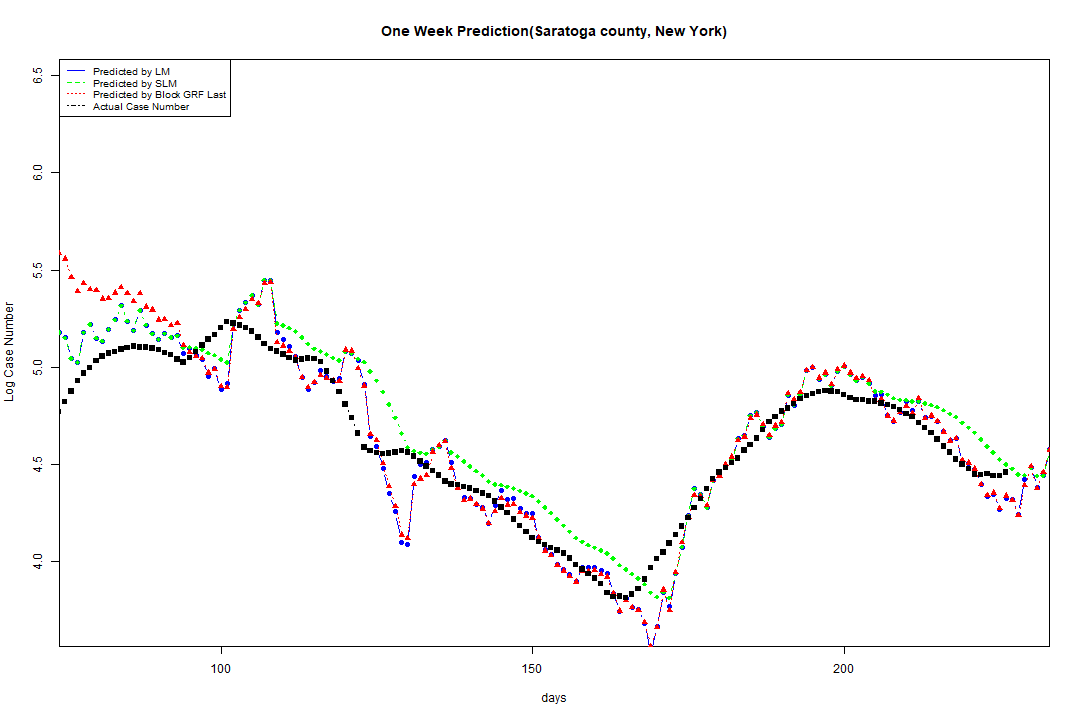 One Week Prediction(Saratoga county, New York)
Predicted by LM
Predicted by SLM
Predicted by Block GRF Last
Actual Case Number
6.5
6.0
5.5
5.0
4.5
4.0
Log Case Number
100 150 200
days